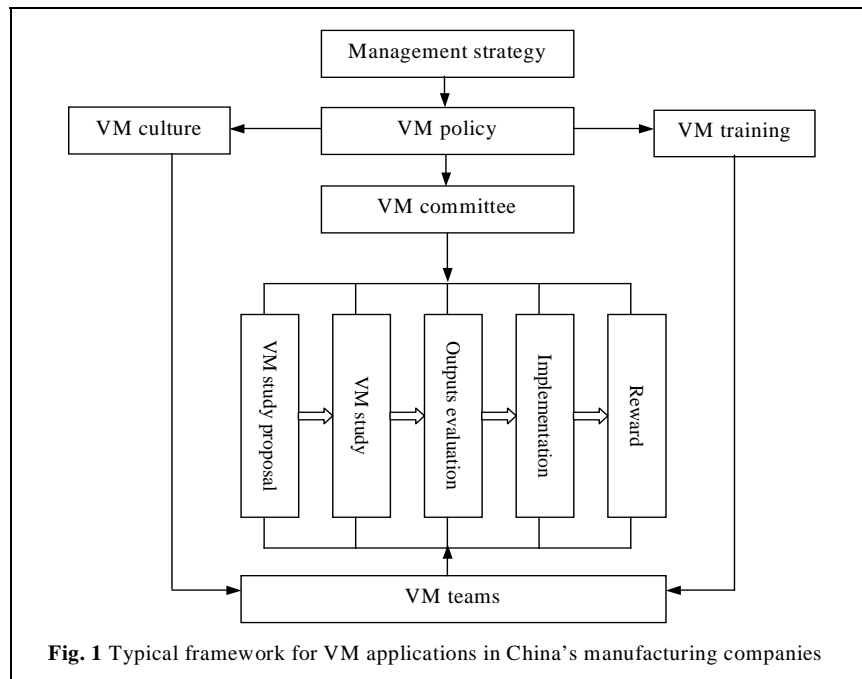 Management strategy
VM culture
VM policy
VM training
VM committee
VM study proposal
VM study
Outputs evaluation
Implementation
Reward
VM teams
Fig. 1 Typical framework for VM applications in China's manufacturing companies